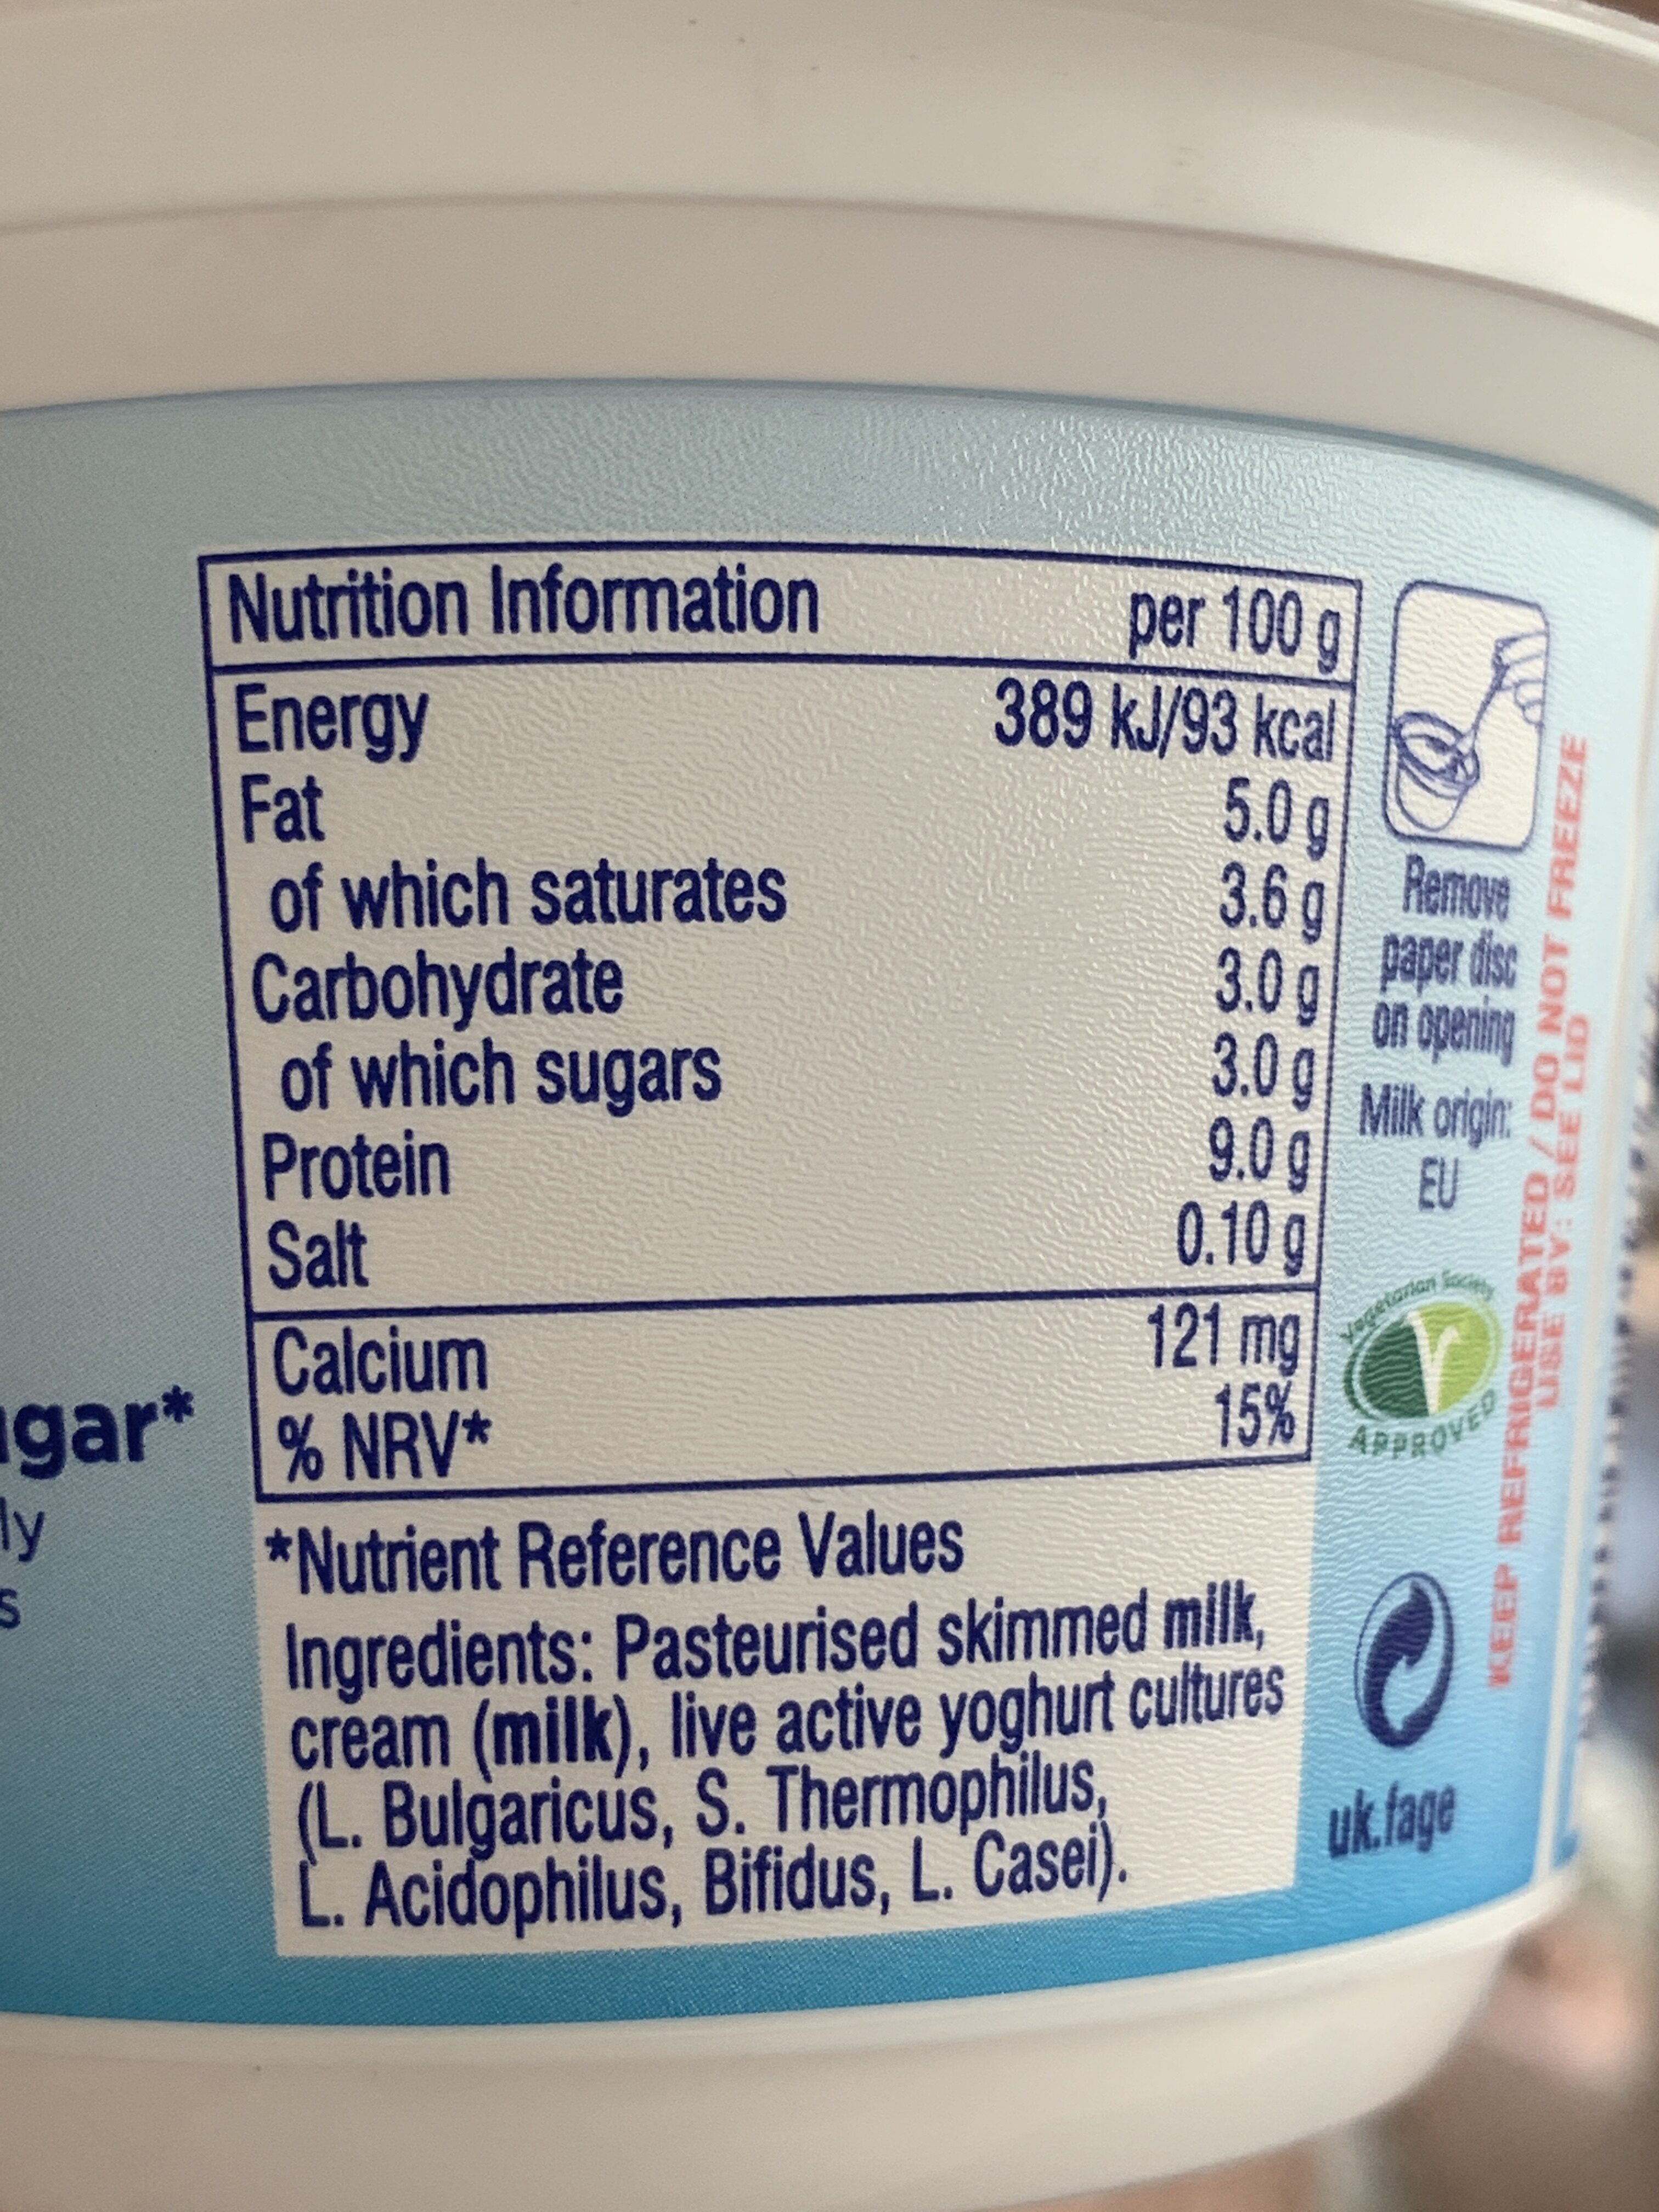 Nutrition Information per 100 g
Energy 389 kJ/93 kcal
Fat 5.0 g
of which saturates 3.6 g
Carbohydrate 3.0 g
of which sugars 3.0 g
Protein 9.0 g
Salt 0.10 g
Calcium 121 mg
% NRV* 15%
*Nutrient Reference Values
Ingredients: Pasteurised skimmed milk,
cream (milk), live active yoghurt cultures
(L. Bulgaricus, S. Thermophilus,
L. Acidophilus, Bifidus, L. Casei).
gar*
ly
s
Remove
paper disc
on opening
Milk origin:
EU
Vegetarian Society
APPROVED
uk.fage
KEEP REFRIGERATED / DO NOT FREEZE
USE BY: SEE LID